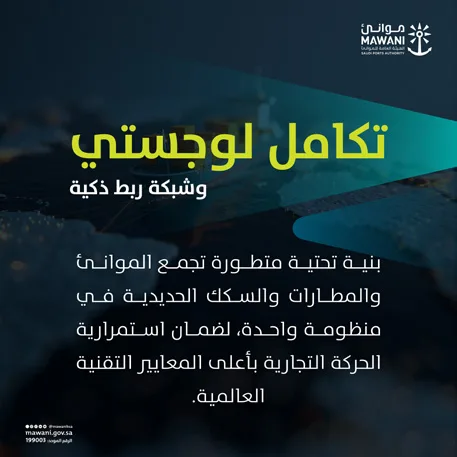 موانئ
MAWANI
الهيئة العامة للموانئ
SAUDI PORTS AUTHORITY
تكامل لوجستي
وشبكة ربط ذكية
بنية تحتية متطورة تجمع الموانئ
والمطارات والسكك الحديدية في
منظومة واحدة، لضمان استمرارية
الحركة التجارية بأعلى المعايير التقنية
العالمية.
@mawaniksa
mawani.gov.sa
الرقم الموحد: 199003